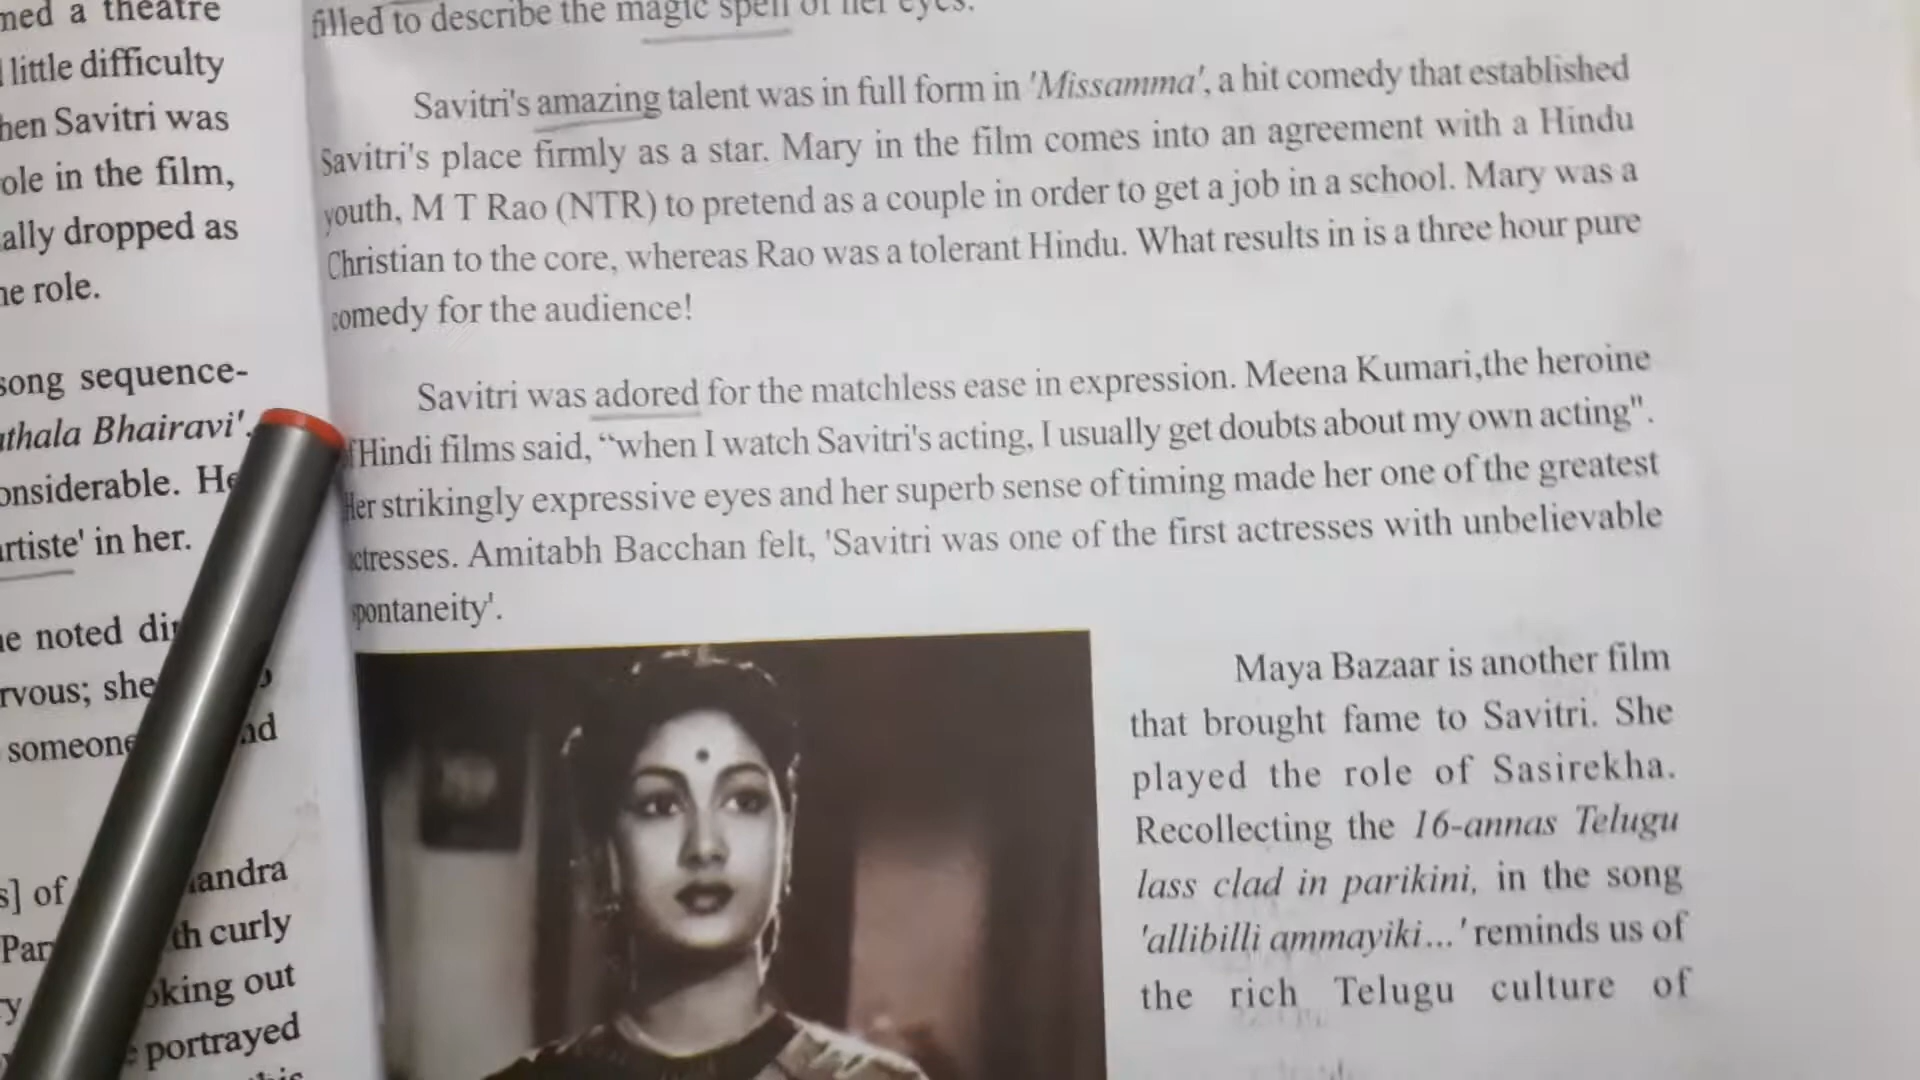 med a theatre
little difficulty
hen Savitri was
ole in the film,
ally dropped as
he role.
song sequence-
athala Bhairavi'.
onsiderable. He
artiste' in her.
he noted dir
rvous; she
someone nd
s] of andra
Par th curly
oking out
portrayed
filled to describe the magic spell of her eyes.
Savitri's amazing talent was in full form in 'Missamma', a hit comedy that established
Savitri's place firmly as a star. Mary in the film comes into an agreement with a Hindu
youth, M T Rao (NTR) to pretend as a couple in order to get a job in a school. Mary was a
Christian to the core, whereas Rao was a tolerant Hindu. What results in is a three hour pure
comedy for the audience!
Savitri was adored for the matchless ease in expression. Meena Kumari,the heroine
of Hindi films said, “when I watch Savitri's acting, I usually get doubts about my own acting".
Her strikingly expressive eyes and her superb sense of timing made her one of the greatest
actresses. Amitabh Bacchan felt, 'Savitri was one of the first actresses with unbelievable
spontaneity'.
Maya Bazaar is another film
that brought fame to Savitri. She
played the role of Sasirekha.
Recollecting the 16-annas Telugu
lass clad in parikini, in the song
'allibilli ammayiki...' reminds us of
the rich Telugu culture of